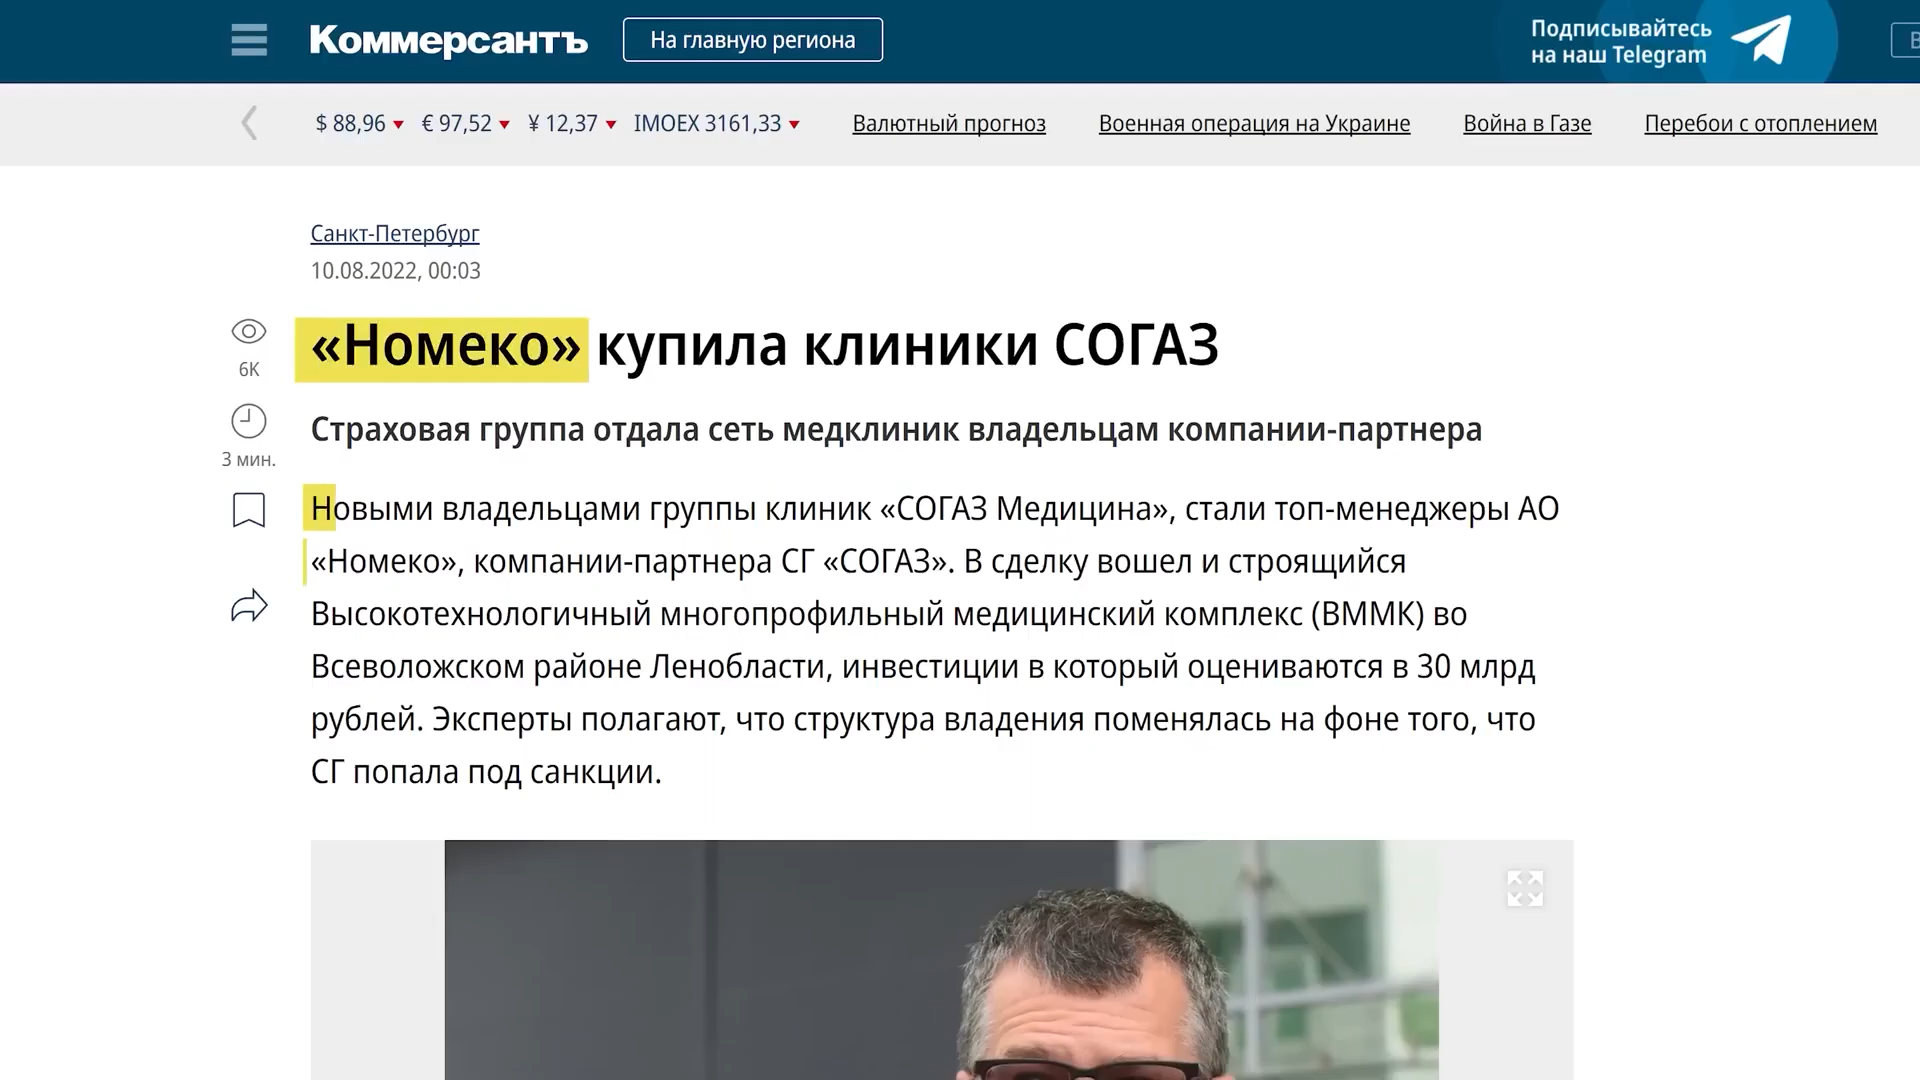 Коммерсантъ
На главную региона
Подписывайтесь
на наш Telegram
$ 88,96 € 97,52 ¥ 12,37 IMOEX 3161,33 Валютный прогноз Военная операция на Украине Война в Газе Перебои с отоплением
Санкт-Петербург
10.08.2022, 00:03
6K
3 мин.
«Номеко» купила клиники СОГАЗ
Страховая группа отдала сеть медклиник владельцам компании-партнера
Новыми владельцами группы клиник «СОГАЗ Медицина», стали топ-менеджеры АО
«Номеко», компании-партнера СГ «СОГАЗ». В сделку вошел и строящийся
Высокотехнологичный многопрофильный медицинский комплекс (ВММК) во
Всеволожском районе Ленобласти, инвестиции в который оцениваются в 30 млрд
рублей. Эксперты полагают, что структура владения поменялась на фоне того, что
СГ попала под санкции.